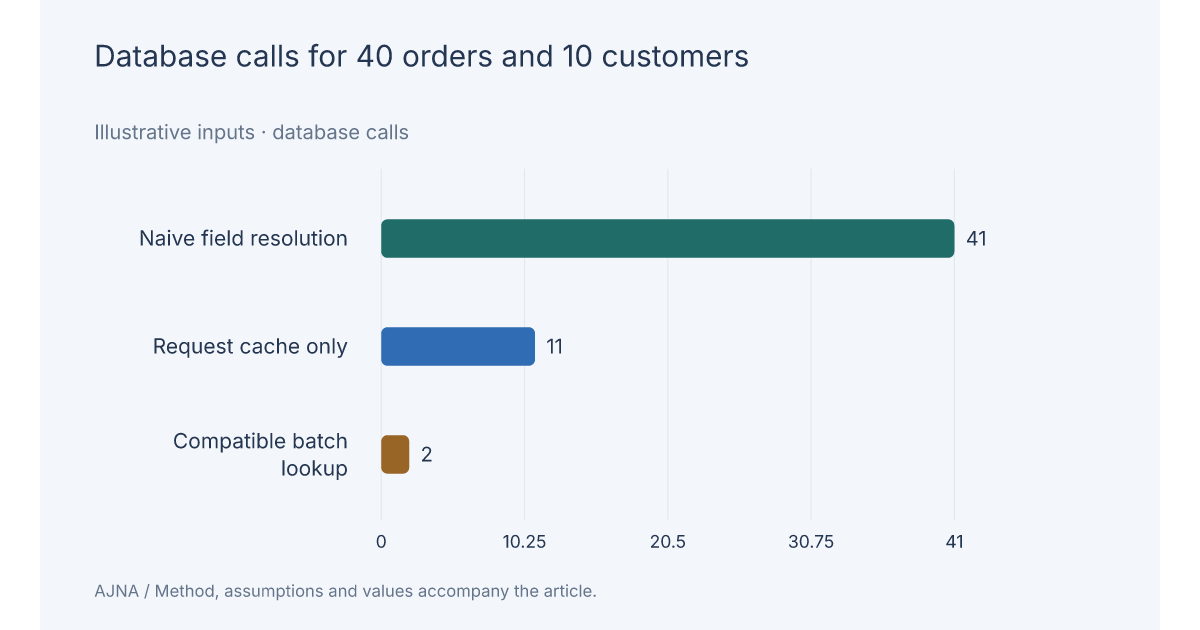 Database calls for 40 orders and 10 customers
Illustrative inputs · database calls
Naive field resolution
41
Request cache only
11
Compatible batch
lookup
2
0
10.25
20.5
30.75
41
AJNA / Method, assumptions and values accompany the article.